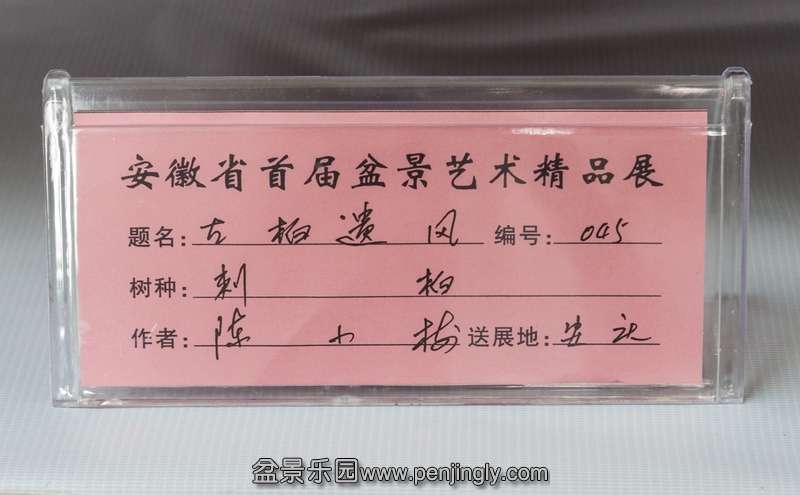 安徽省首届盆景艺术精品展
题名: 古柏遗风 编号: 045
树种: 刺柏
作者: 陈小梅 送展地: 安庆
盆景乐园www.penjingly.com